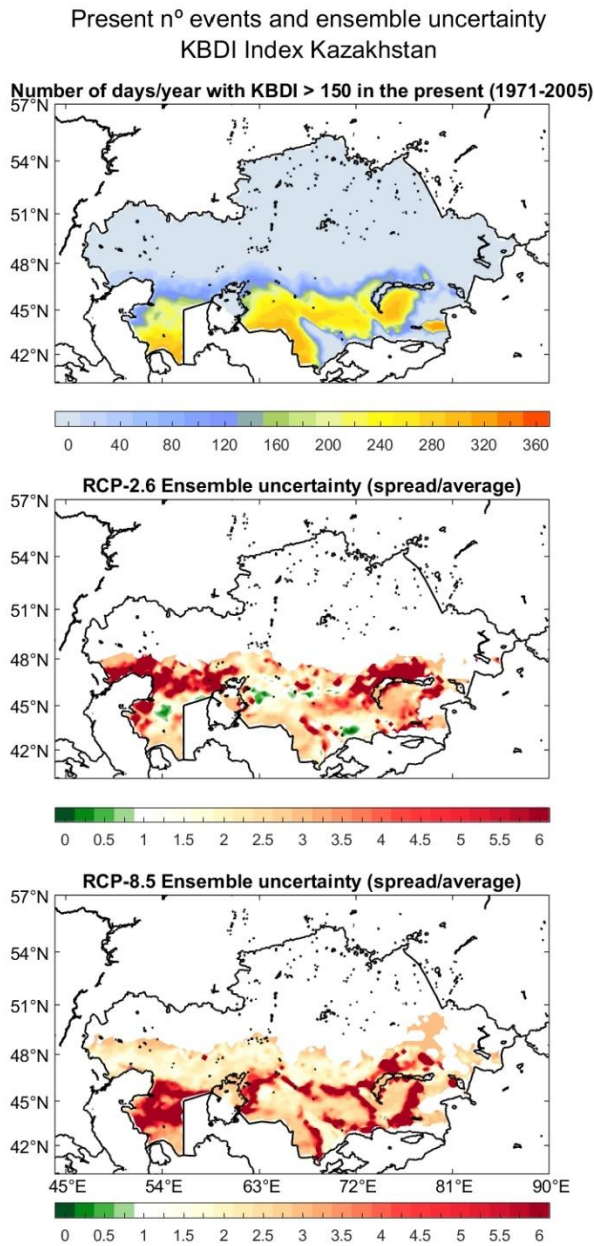 Present nº events and ensemble uncertainty
KBDI Index Kazakhstan
Number of days/year with KBDI > 150 in the present (1971-2005)
57°N
54°N
51°N
48°N
45°N
42°N
0 40 80 120 160 200 240 280 320 360
RCP-2.6 Ensemble uncertainty (spread/average)
57°N
54°N
51°N
48°N
45°N
42°N
0 0.5 1 1.5 2 2.5 3 3.5 4 4.5 5 5.5 6
RCP-8.5 Ensemble uncertainty (spread/average)
57°N
54°N
51°N
48°N
45°N
42°N
45°E 54°E 63°E 72°E 81°E 90°E
0 0.5 1 1.5 2 2.5 3 3.5 4 4.5 5 5.5 6